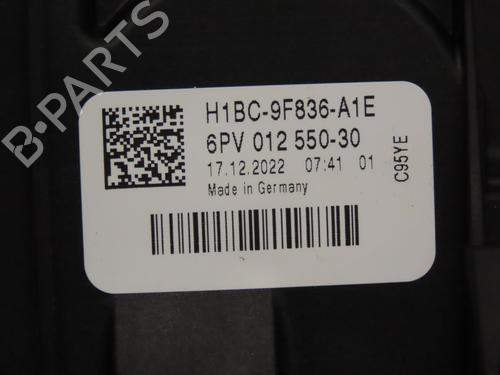 H1BC-9F836-A1E
6PV 012 550-30
17.12.2022 07:41 01
Made in Germany
C95YE
B-PARTS